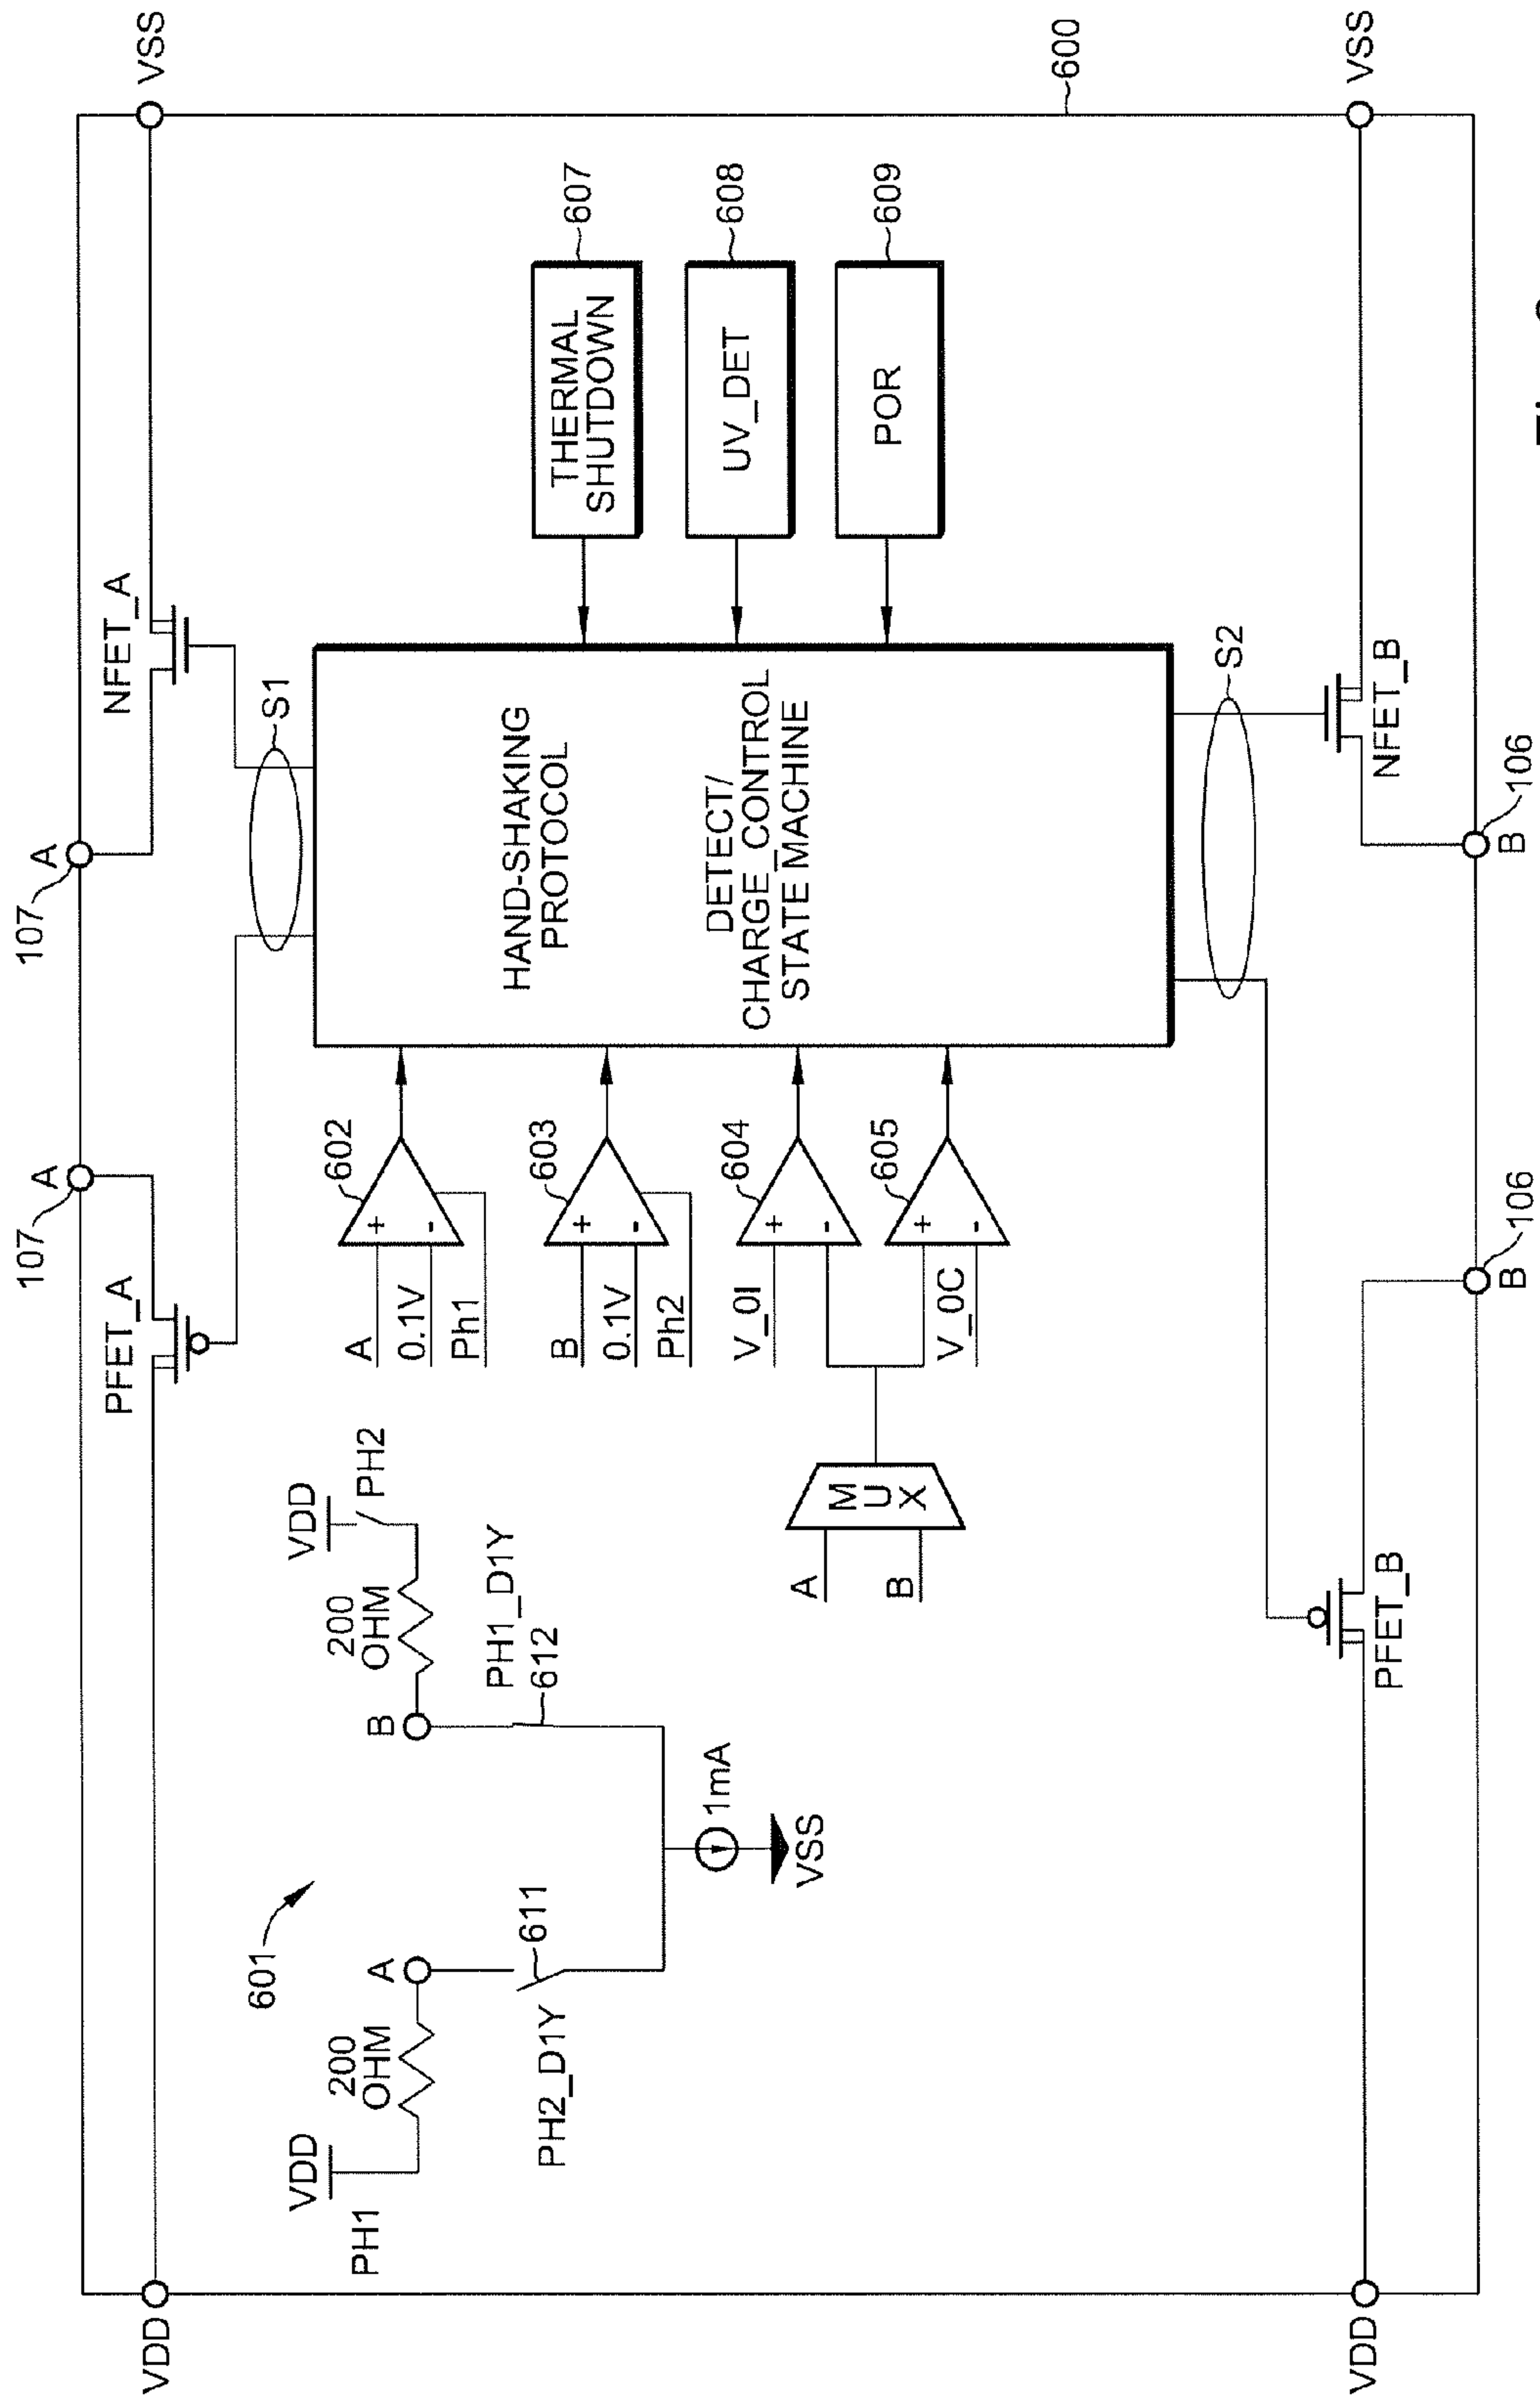 VDD
VDD
PFET_A
107
A
107
A
NFET_A
VSS
VSS
600
601
VDD
PH1
200
OHM
A
611
PH2_D1Y
1mA
VSS
B
612
PH1_D1Y
200
OHM
VDD
PH2
A
0.1V
Ph1
602
B
0.1V
Ph2
603
V_0I
604
605
V_0C
A
B
MUX
S1
HAND-SHAKING
PROTOCOL
DETECT/
CHARGE_CONTROL
STATE_MACHINE
S2
THERMAL
SHUTDOWN
607
UV_DET
608
POR
609
PFET_B
B
106
B
106
NFET_B